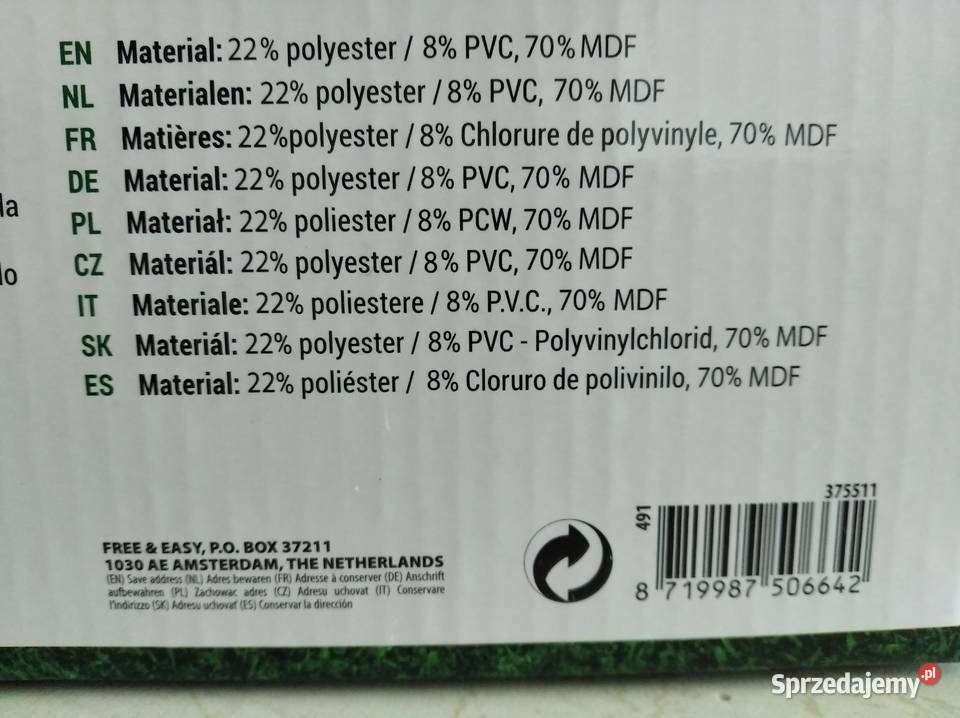 EN Material: 22% polyester / 8% PVC, 70% MDF
NL Materialen: 22% polyester / 8% PVC, 70% MDF
FR Matières: 22%polyester / 8% Chlorure de polyvinyle, 70% MDF
DE Material: 22% polyester / 8% PVC, 70% MDF
la
PL Materiał: 22% poliester / 8% PCW, 70% MDF
CZ Materiál: 22% polyester / 8% PVC, 70% MDF
lo
IT Materiale: 22% poliestere / 8% P.V.C., 70% MDF
SK Materiál: 22% polyester / 8% PVC - Polyvinylchlorid, 70% MDF
ES Material: 22% poliéster / 8% Cloruro de polivinilo, 70% MDF
FREE & EASY, P.O. BOX 37211
1030 AE AMSTERDAM, THE NETHERLANDS
(EN) Save address (NL) Adres bewaren (FR) Adresse à conserver (DE) Anschrift
aufbewahren (PL) Zachowac adres (CZ) Adresu uchovat (IT) Conservare
l'indirizzo (SK) Adresu uchovať (ES) Conservar la dirección
375511
491
8 719987 506642
Sprzedajemy.pl